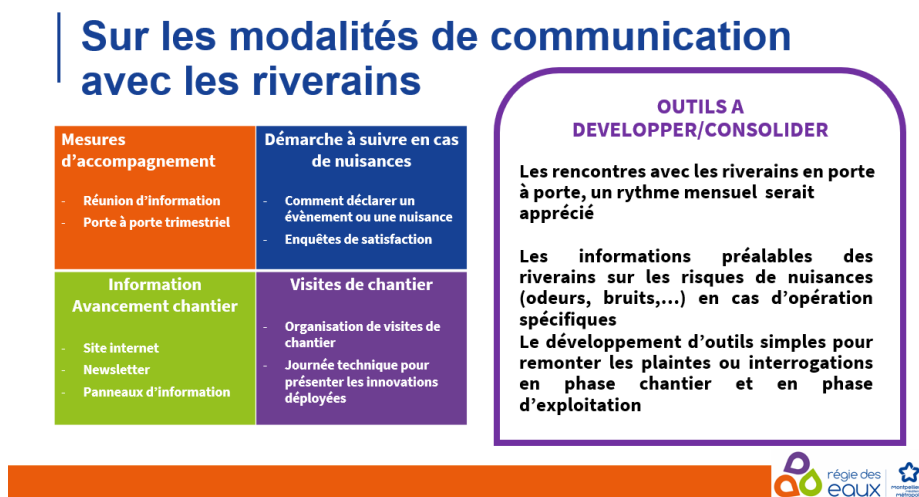 Sur les modalités de communication
avec les riverains
Mesures
d'accompagnement
- Réunion d'information
- Porte à porte trimestriel
Démarche à suivre en cas
de nuisances
- Comment déclarer un
évènement ou une nuisance
- Enquêtes de satisfaction
Information
Avancement chantier
- Site internet
- Newsletter
- Panneaux d'information
Visites de chantier
- Organisation de visites de
chantier
- Journée technique pour
présenter les innovations
déployées
OUTILS A
DEVELOPPER/CONSOLIDER
Les rencontres avec les riverains en porte
à porte, un rythme mensuel serait
apprécié
Les informations préalables des
riverains sur les risques de nuisances
(odeurs, bruits,...) en cas d'opération
spécifiques
Le développement d'outils simples pour
remonter les plaintes ou interrogations
en phase chantier et en phase
d'exploitation
régie des
eaux